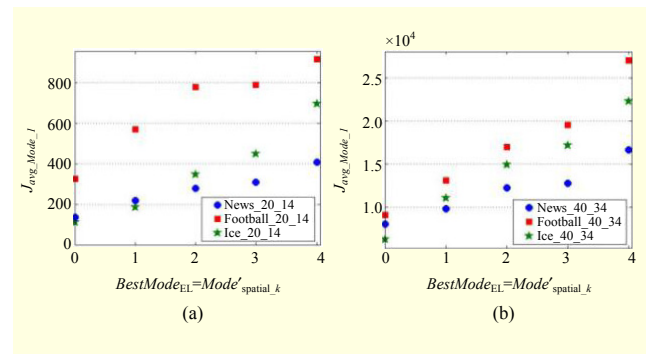 ×10⁴
800
600
400
200
0
J_avg_Mode_1
News_20_14
Football_20_14
Ice_20_14
0 1 2 3 4
BestMode_EL=Mode′_spatial_k
(a)
2.5
2.0
1.5
1.0
J_avg_Mode_1
News_40_34
Football_40_34
Ice_40_34
0 1 2 3 4
BestMode_EL=Mode′_spatial_k
(b)